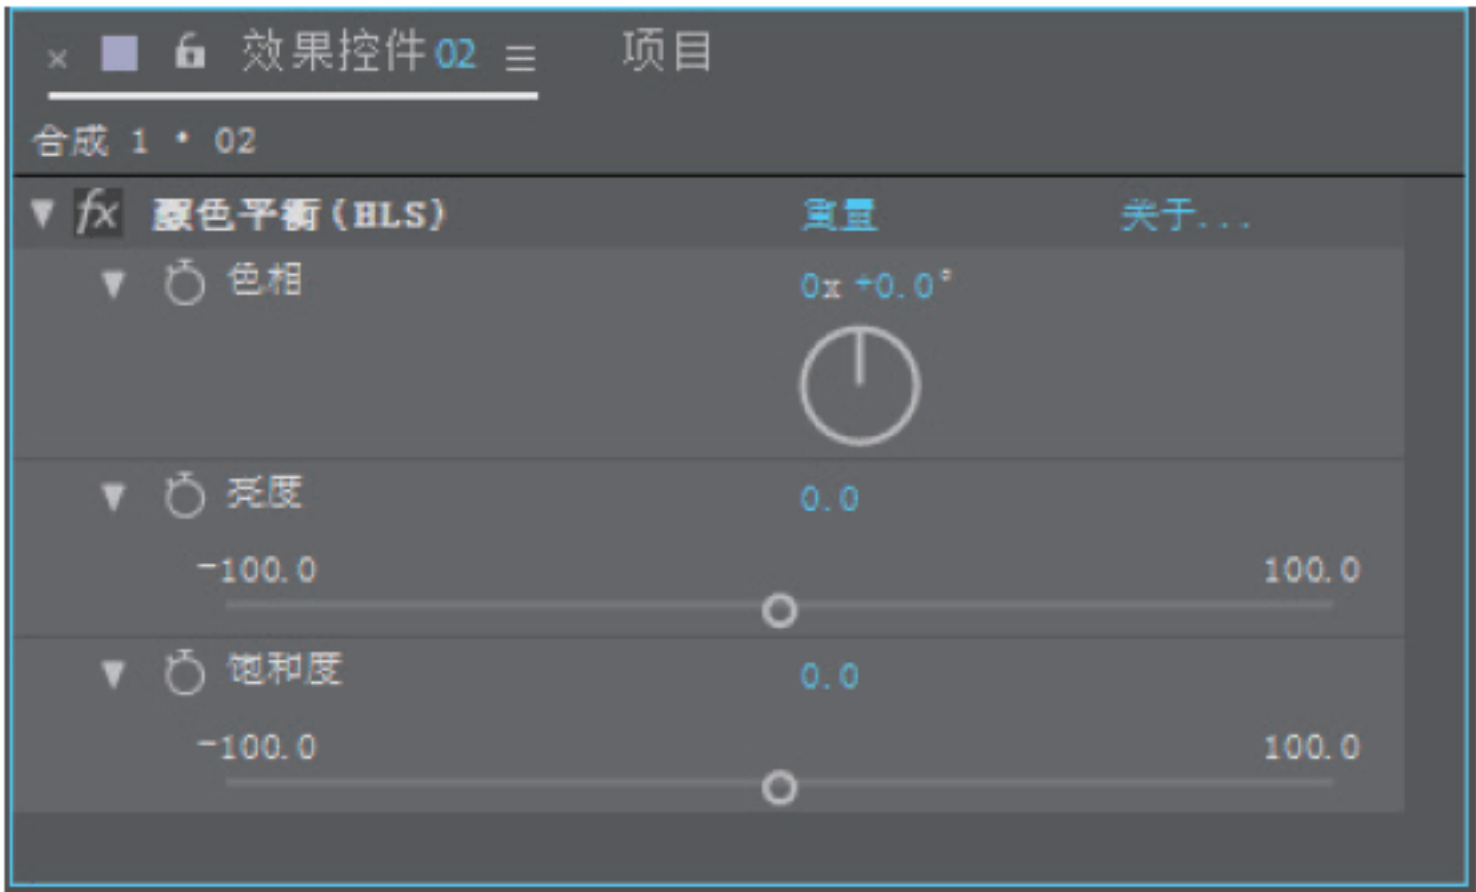 × 效果控件 02 ≡ 项目
合成 1 • 02
fx 颜色平衡(HLS) 重置 关于...
色相 0x +0.0°
亮度 0.0
-100.0 100.0
饱和度 0.0
-100.0 100.0